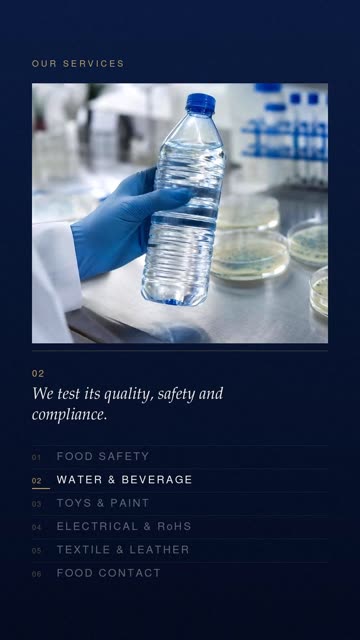 OUR SERVICES
02
We test its quality, safety and
compliance.
01 FOOD SAFETY
02 WATER & BEVERAGE
03 TOYS & PAINT
04 ELECTRICAL & RoHS
05 TEXTILE & LEATHER
06 FOOD CONTACT